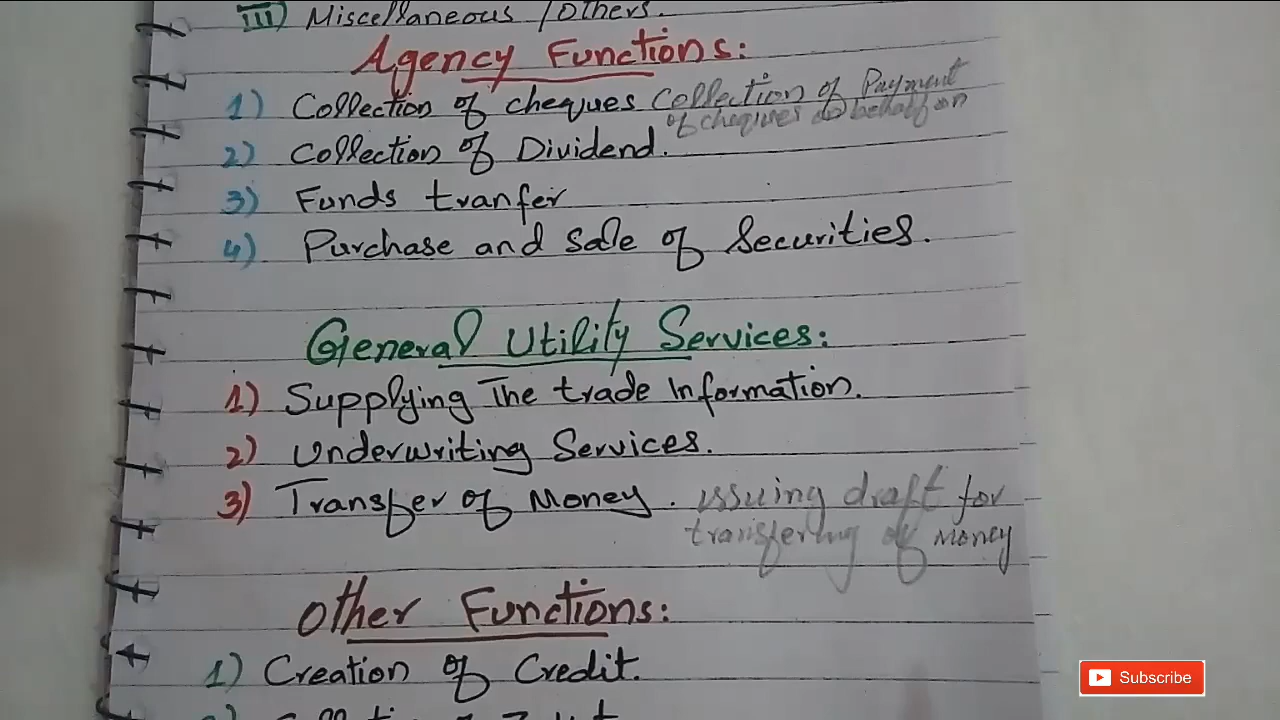 III) Miscellaneous / Others.
Agency Functions:
1) Collection of cheques Collection of Payment
of cheques behalf on
2) Collection of Dividend.
3) Funds tranfer
4) Purchase and Sale of Securities.
General Utility Services:
1) Supplying The trade Information.
2) Underwriting Services.
3) Transfer of Money. issuing draft for
transfering of Money
Other Functions:
1) Creation of Credit.
Subscribe